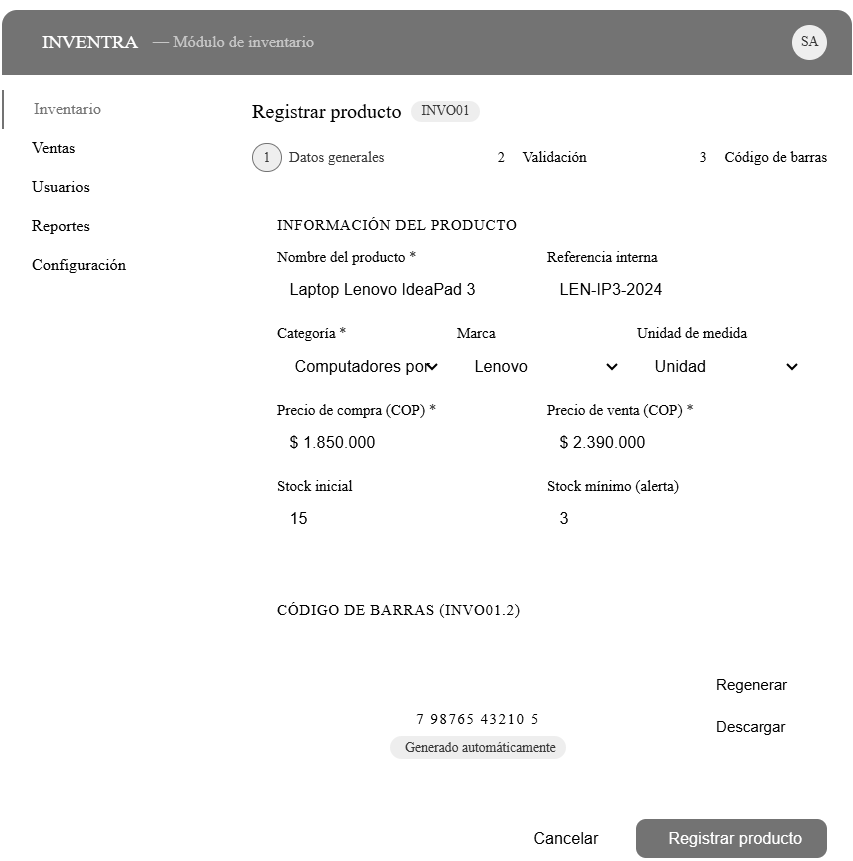 INVENTRA — Módulo de inventario SA
Inventario
Ventas
Usuarios
Reportes
Configuración
Registrar producto INVO01
1 Datos generales 2 Validación 3 Código de barras
INFORMACIÓN DEL PRODUCTO
Nombre del producto * Referencia interna
Laptop Lenovo IdeaPad 3 LEN-IP3-2024
Categoría * Marca Unidad de medida
Computadores por Lenovo Unidad
Precio de compra (COP) * Precio de venta (COP) *
$ 1.850.000 $ 2.390.000
Stock inicial Stock mínimo (alerta)
15 3
CÓDIGO DE BARRAS (INVO01.2)
Regenerar
7 98765 43210 5
Descargar
Generado automáticamente
Cancelar Registrar producto